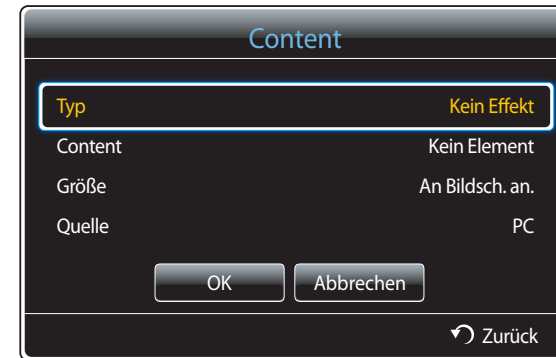 Content
Typ Kein Effekt
Content Kein Element
Größe An Bildsch. an.
Quelle PC
OK Abbrechen
Zurück